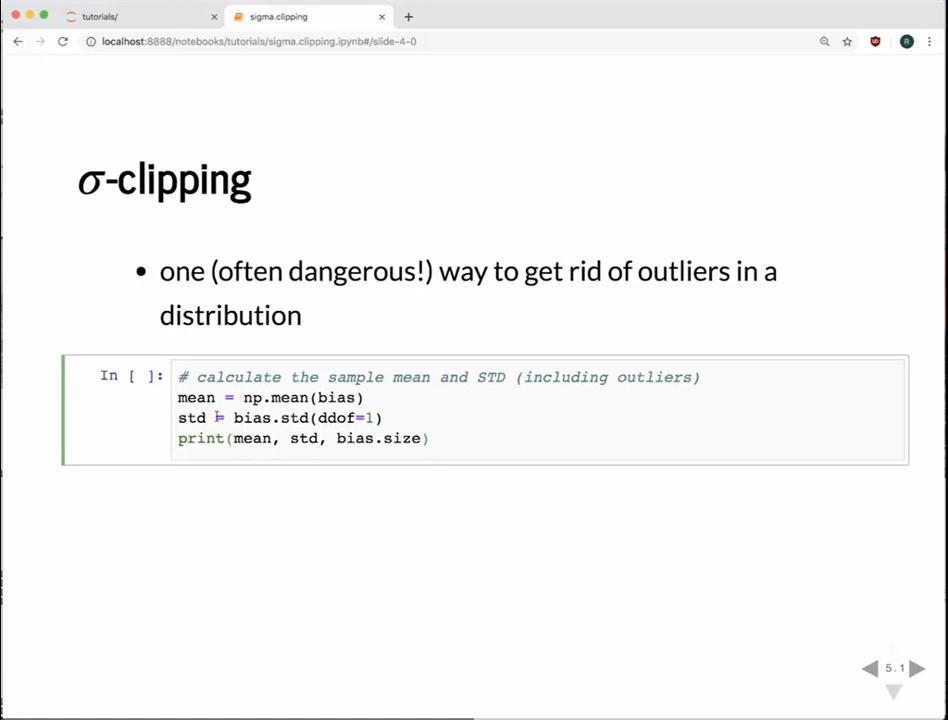 tutorials/
sigma.clipping
localhost:8888/notebooks/tutorials/sigma.clipping.ipynb#/slide-4-0
R
σ-clipping
• one (often dangerous!) way to get rid of outliers in a
distribution
In [ ]:
# calculate the sample mean and STD (including outliers)
mean = np.mean(bias)
std = bias.std(ddof=1)
print(mean, std, bias.size)
5.1